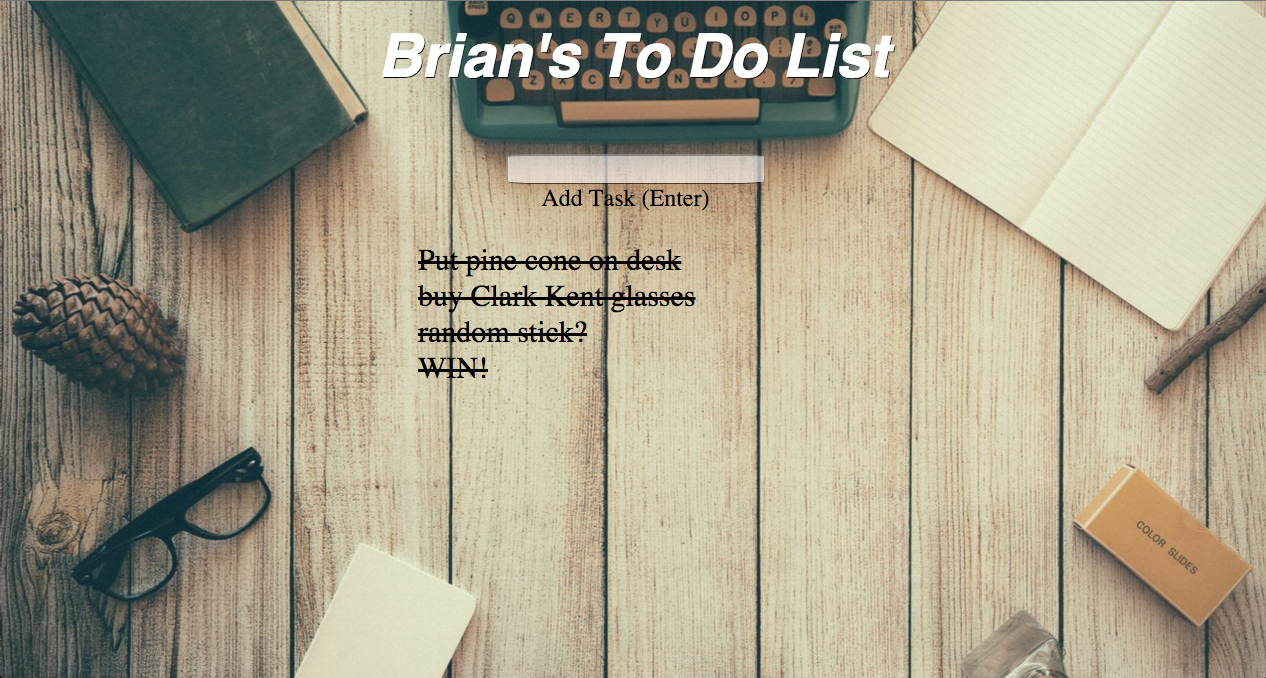 Q W E R T Y U I O P
Brian's To Do List
Z X C V B N M
Add Task (Enter)
Put pine cone on desk
buy Clark Kent glasses
random stick?
WIN!
COLOR SLIDES